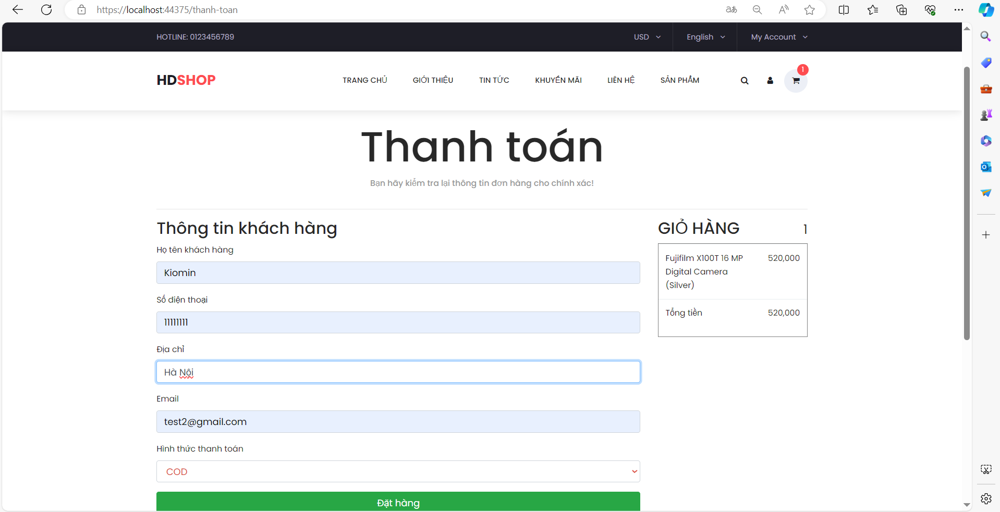 https://localhost:44375/thanh-toan
HOTLINE: 0123456789
USD
English
My Account
HDSHOP
TRANG CHỦ
GIỚI THIỆU
TIN TỨC
KHUYẾN MÃI
LIÊN HỆ
SẢN PHẨM
1
Thanh toán
Bạn hãy kiểm tra lại thông tin đơn hàng cho chính xác!
Thông tin khách hàng
Họ tên khách hàng
Kiomin
Số điện thoại
11111111
Địa chỉ
Hà Nội
Email
test2@gmail.com
Hình thức thanh toán
COD
Đặt hàng
GIỎ HÀNG 1
Fujifilm X100T 16 MP 520,000
Digital Camera
(Silver)
Tổng tiền 520,000